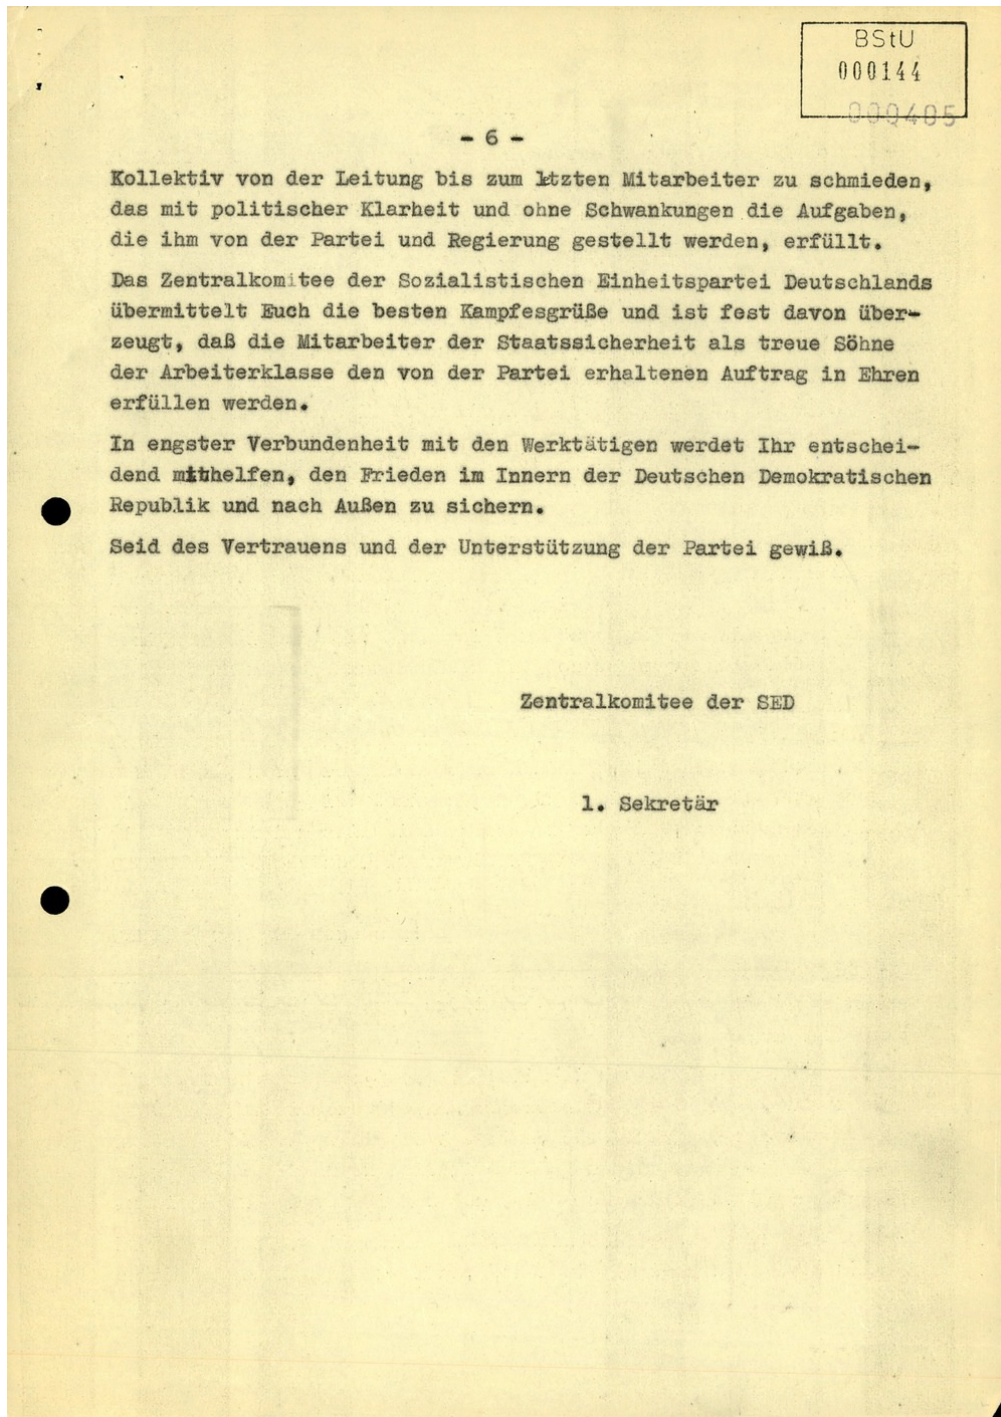 BStU
000144
000405
- 6 -
Kollektiv von der Leitung bis zum letzten Mitarbeiter zu schmieden,
das mit politischer Klarheit und ohne Schwankungen die Aufgaben,
die ihm von der Partei und Regierung gestellt werden, erfüllt.
Das Zentralkomitee der Sozialistischen Einheitspartei Deutschlands
übermittelt Euch die besten Kampfesgrüße und ist fest davon über-
zeugt, daß die Mitarbeiter der Staatssicherheit als treue Söhne
der Arbeiterklasse den von der Partei erhaltenen Auftrag in Ehren
erfüllen werden.
In engster Verbundenheit mit den Werktätigen werdet Ihr entschei-
dend mithelfen, den Frieden im Innern der Deutschen Demokratischen
Republik und nach Außen zu sichern.
Seid des Vertrauens und der Unterstützung der Partei gewiß.
Zentralkomitee der SED
1. Sekretär